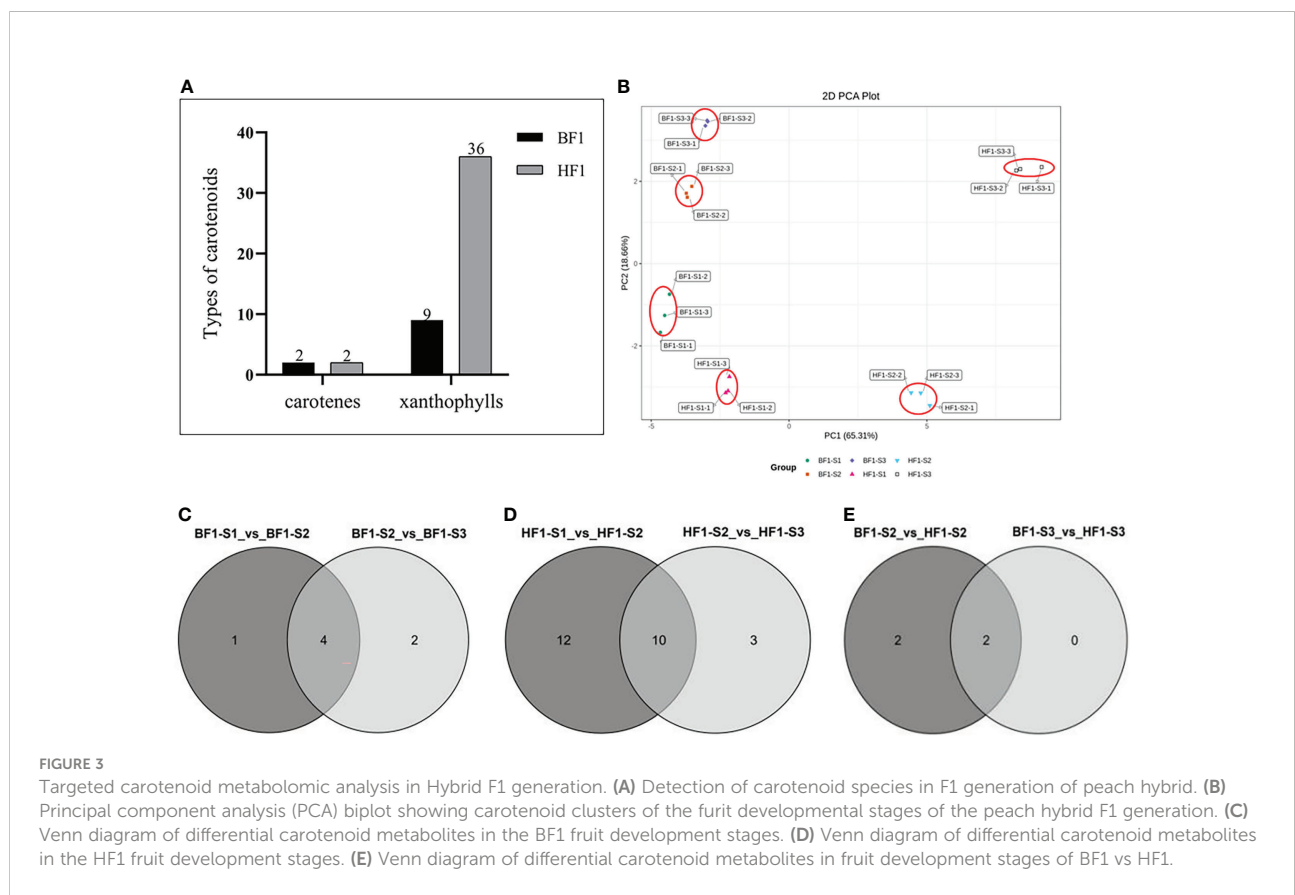 A
Types of carotenoids
40
30
20
10
0
2
2
9
36
carotenes
xanthophylls
BF1
HF1
B
2D PCA Plot
PC2 (18.66%)
2
0
-2
BF1-S3-3
BF1-S3-2
BF1-S3-1
BF1-S2-1
BF1-S2-3
BF1-S2-2
BF1-S1-2
BF1-S1-3
BF1-S1-1
HF1-S1-3
HF1-S1-1
HF1-S1-2
HF1-S3-3
HF1-S3-2
HF1-S3-1
HF1-S2-2
HF1-S2-3
HF1-S2-1
-5
0
5
PC1 (65.31%)
Group
BF1-S1
BF1-S3
HF1-S2
BF1-S2
HF1-S1
HF1-S3
C
BF1-S1_vs_BF1-S2
BF1-S2_vs_BF1-S3
1
4
2
D
HF1-S1_vs_HF1-S2
HF1-S2_vs_HF1-S3
12
10
3
E
BF1-S2_vs_HF1-S2
BF1-S3_vs_HF1-S3
2
2
0
FIGURE 3
Targeted carotenoid metabolomic analysis in Hybrid F1 generation. (A) Detection of carotenoid species in F1 generation of peach hybrid. (B)
Principal component analysis (PCA) biplot showing carotenoid clusters of the furit developmental stages of the peach hybrid F1 generation. (C)
Venn diagram of differential carotenoid metabolites in the BF1 fruit development stages. (D) Venn diagram of differential carotenoid metabolites
in the HF1 fruit development stages. (E) Venn diagram of differential carotenoid metabolites in fruit development stages of BF1 vs HF1.